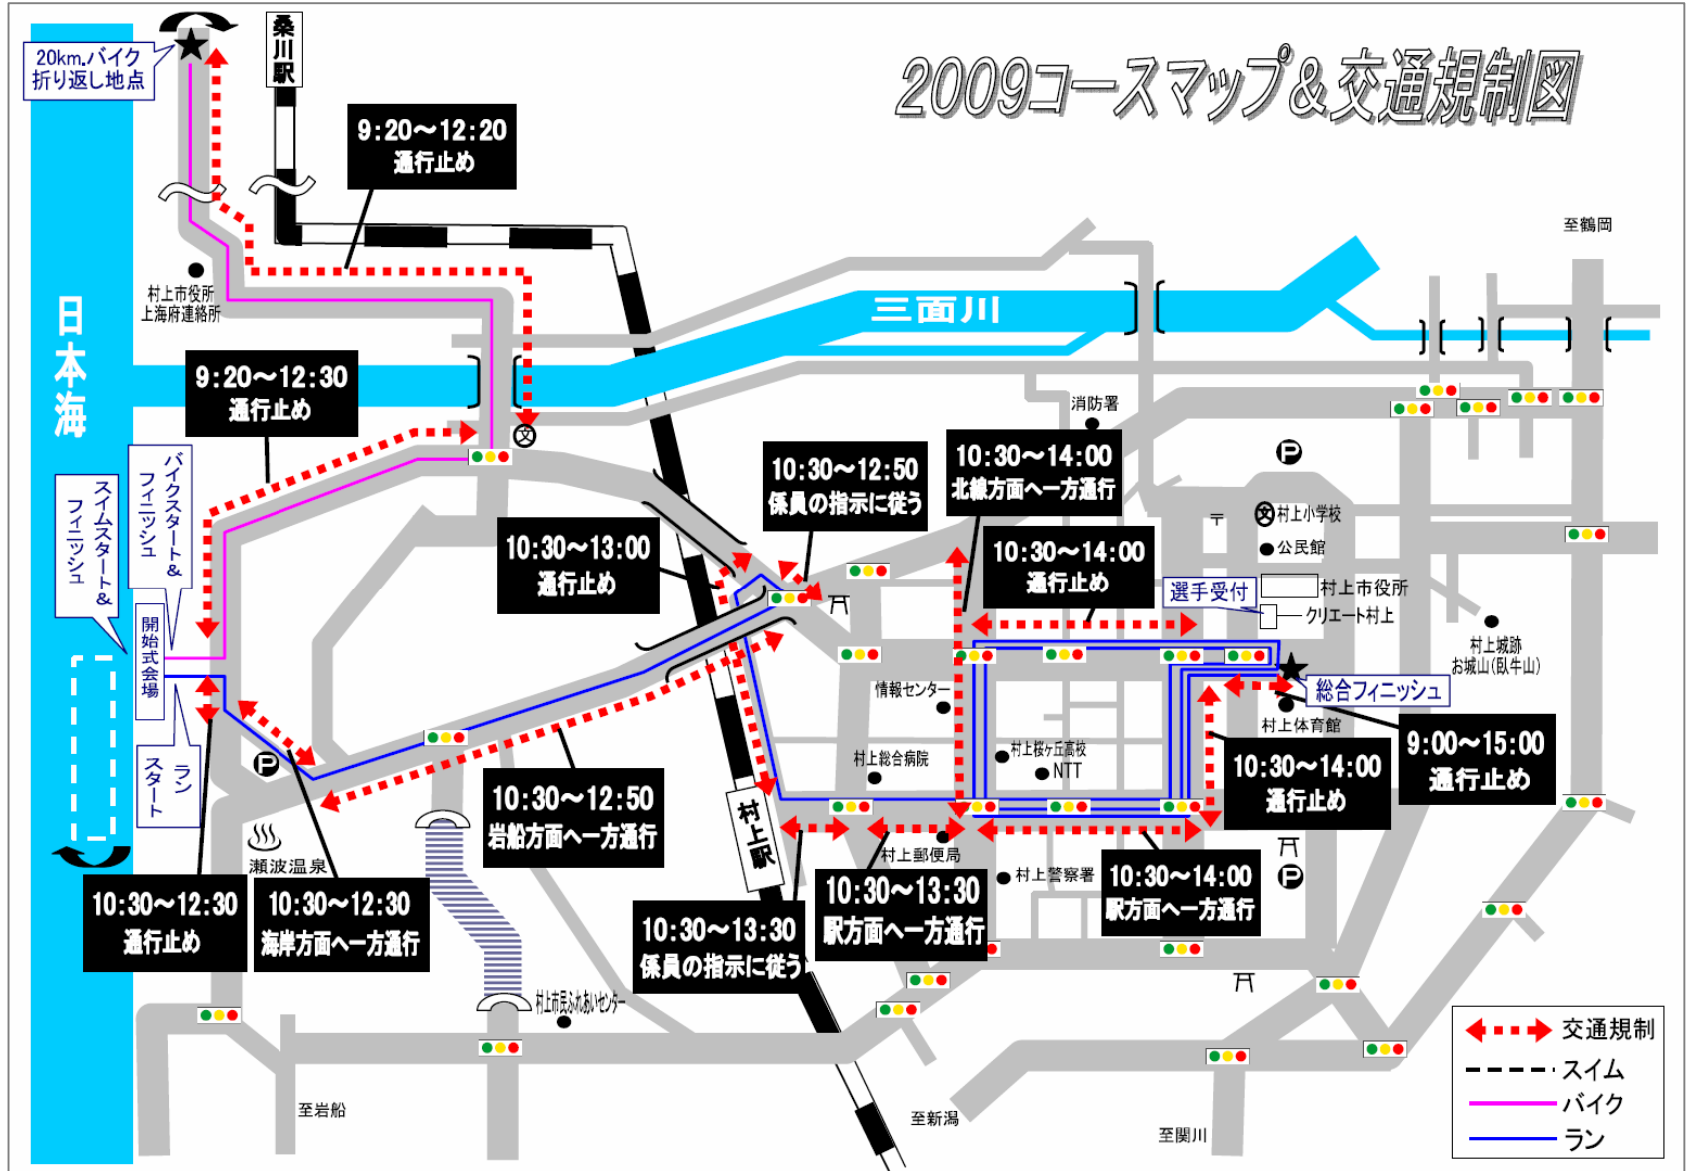 2009コースマップ＆交通規制図
20km.バイク
折り返し地点
桑川駅
9:20～12:20
通行止め
至鶴岡
村上市役所
上海府連絡所
三面川
日本海
9:20～12:30
通行止め
消防署
バイクスタート＆
フィニッシュ
スイムスタート＆
フィニッシュ
開始式会場
ラン
スタート
文
10:30～12:50
係員の指示に従う
10:30～14:00
北線方面へ一方通行
10:30～13:00
通行止め
10:30～14:00
通行止め
P
〒
文村上小学校
公民館
選手受付
村上市役所
クリエート村上
村上城跡
お城山(臥牛山)
総合フィニッシュ
村上体育館
情報センター
村上総合病院
村上桜ヶ丘高校
NTT
9:00～15:00
通行止め
10:30～14:00
通行止め
P
10:30～12:50
岩船方面へ一方通行
村上駅
瀬波温泉
村上郵便局
村上警察署
P
10:30～12:30
通行止め
10:30～12:30
海岸方面へ一方通行
10:30～13:30
係員の指示に従う
10:30～13:30
駅方面へ一方通行
10:30～14:00
駅方面へ一方通行
村上市民ふれあいセンター
至岩船
至新潟
至関川
交通規制
スイム
バイク
ラン